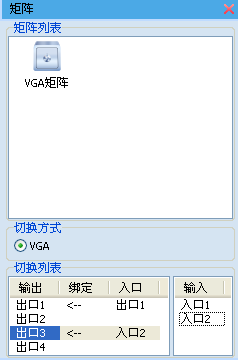 矩阵
矩阵列表
VGA矩阵
切换方式
VGA
切换列表
输出 绑定 入口 输入
出口1 <-- 出口1 入口1
出口2 入口2
出口3 <-- 入口2
出口4